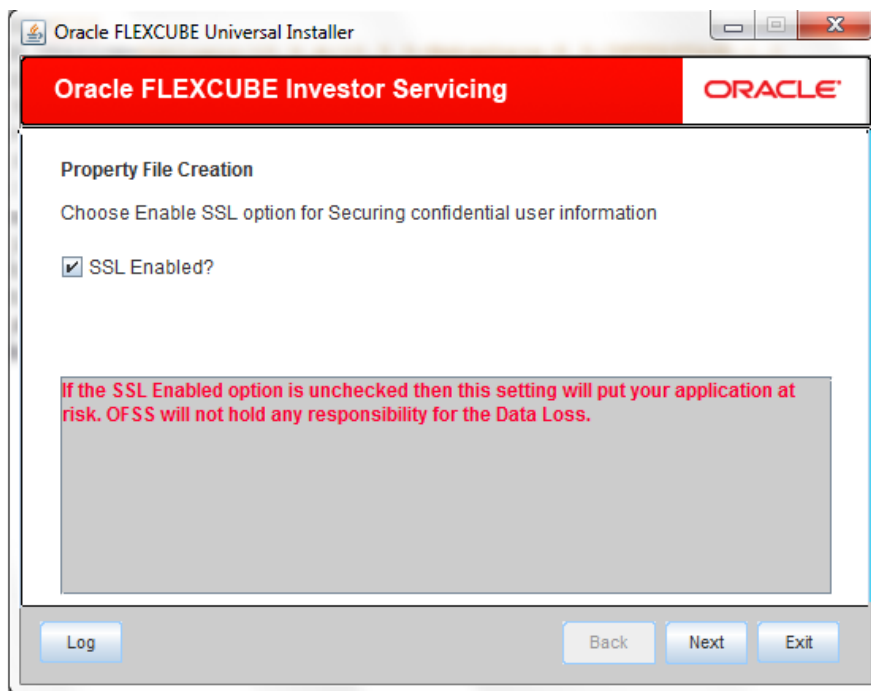 Oracle FLEXCUBE Universal Installer
Oracle FLEXCUBE Investor Servicing
ORACLE
Property File Creation
Choose Enable SSL option for Securing confidential user information
SSL Enabled?
If the SSL Enabled option is unchecked then this setting will put your application at
risk. OFSS will not hold any responsibility for the Data Loss.
Log
Back
Next
Exit